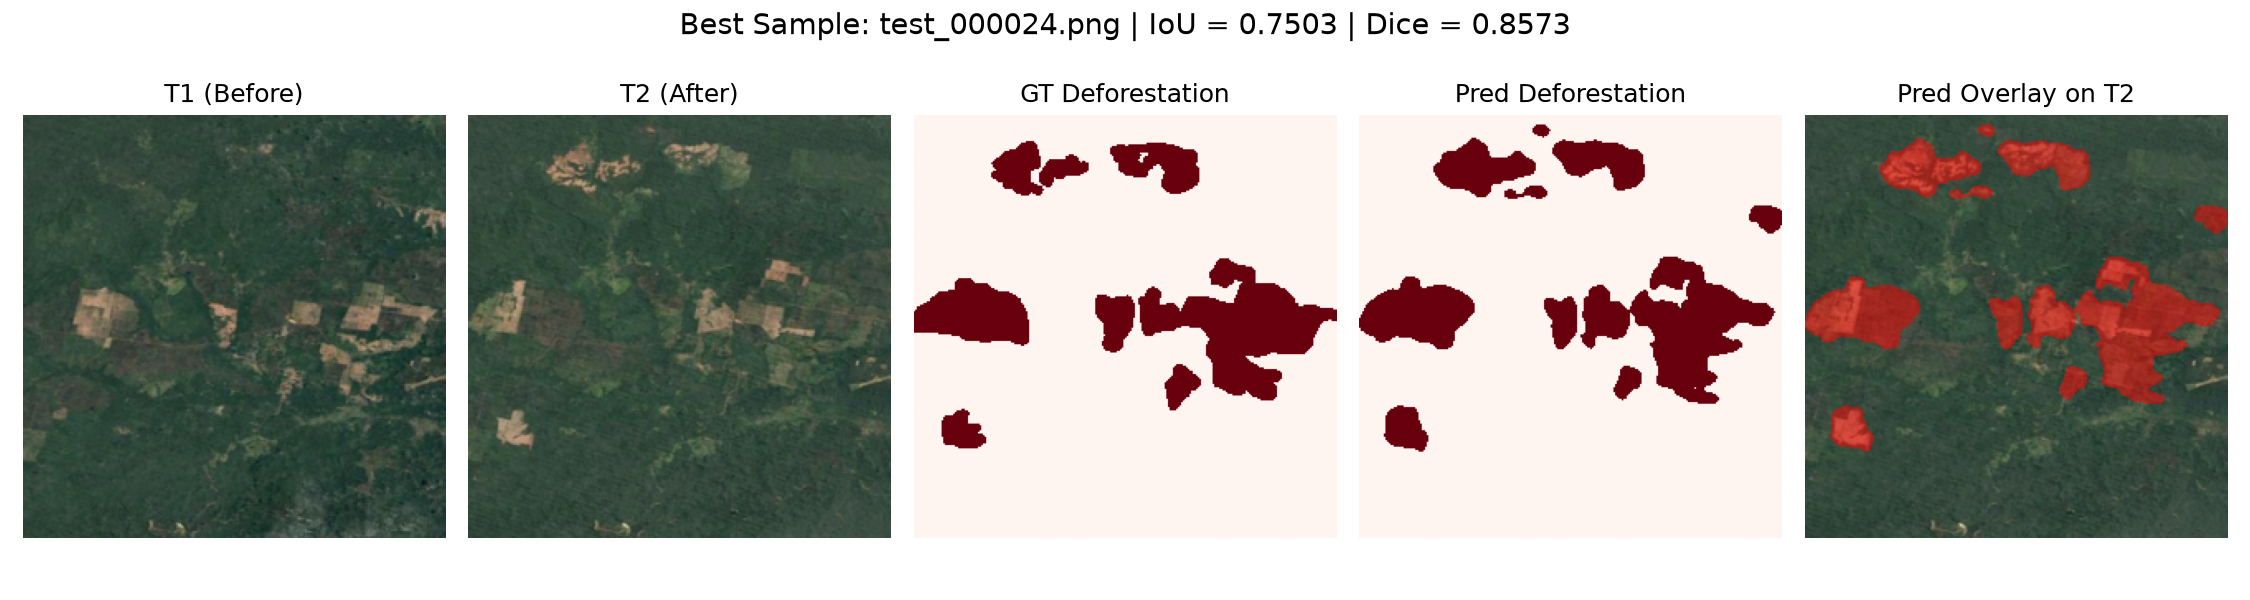 Best Sample: test_000024.png | IoU = 0.7503 | Dice = 0.8573
T1 (Before)
T2 (After)
GT Deforestation
Pred Deforestation
Pred Overlay on T2